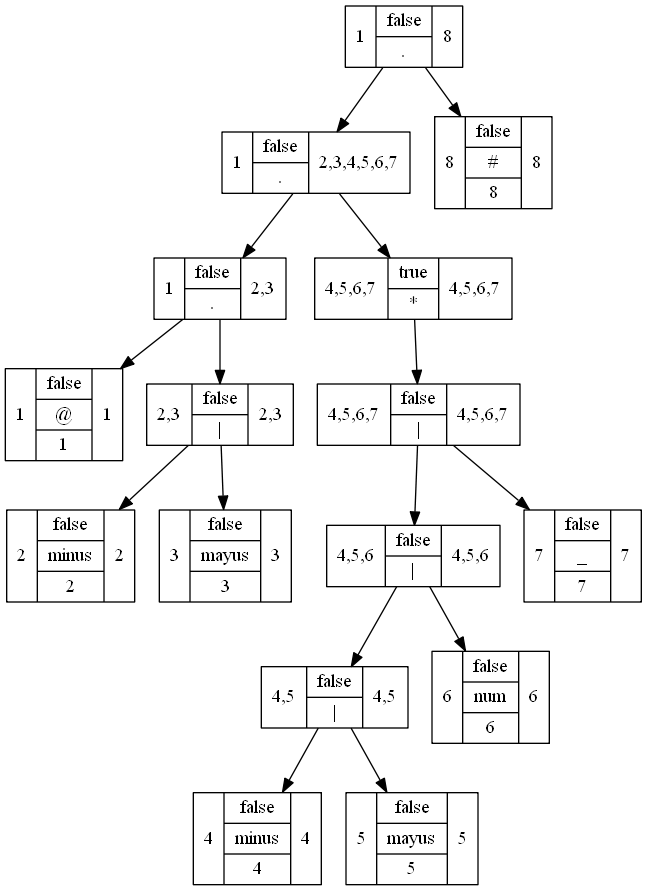 false
1 8
.
false
1 2,3,4,5,6,7
.
false
8 # 8
8
false
1 2,3
.
true
4,5,6,7 4,5,6,7
*
false
1 @ 1
1
false
2,3 2,3
|
false
4,5,6,7 4,5,6,7
|
false
2 minus 2
2
false
3 mayus 3
3
false
4,5,6 4,5,6
|
false
7 _ 7
7
false
4,5 4,5
|
false
6 num 6
6
false
4 minus 4
4
false
5 mayus 5
5